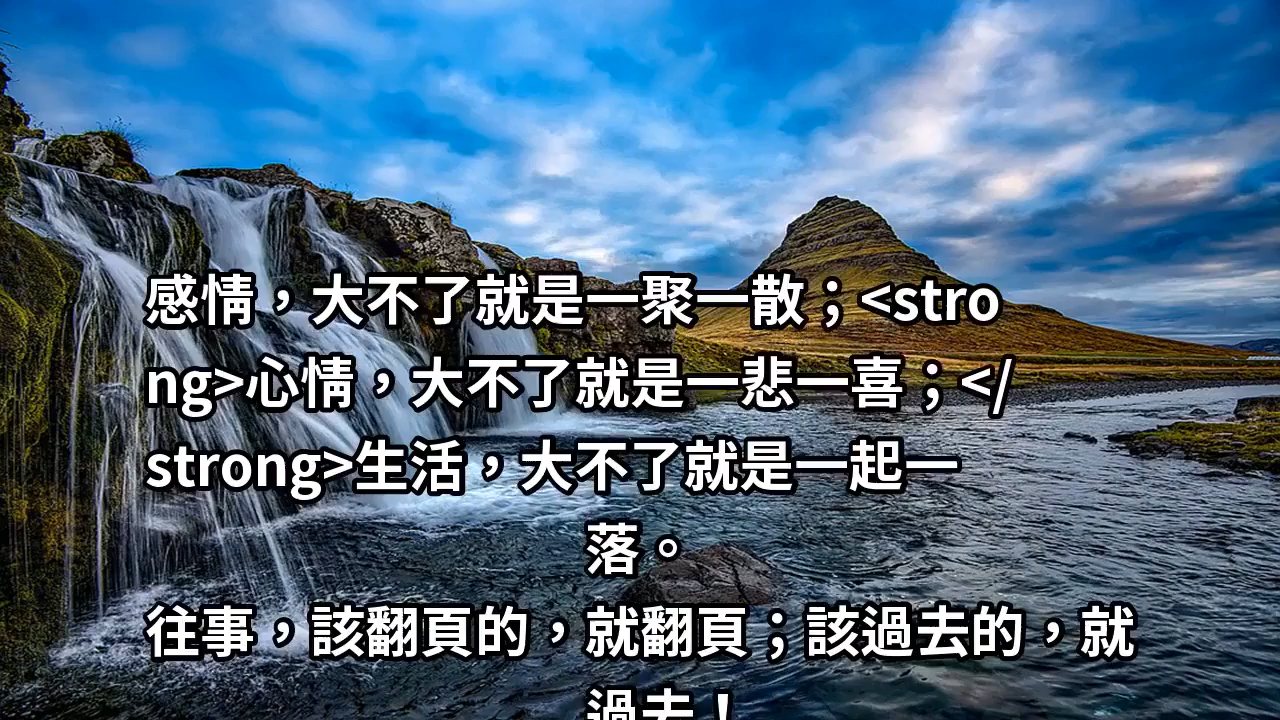 感情，大不了就是一聚一散；<stro
ng>心情，大不了就是一悲一喜；</
strong>生活，大不了就是一起一
落。
往事，該翻頁的，就翻頁；該過去的，就
過去！